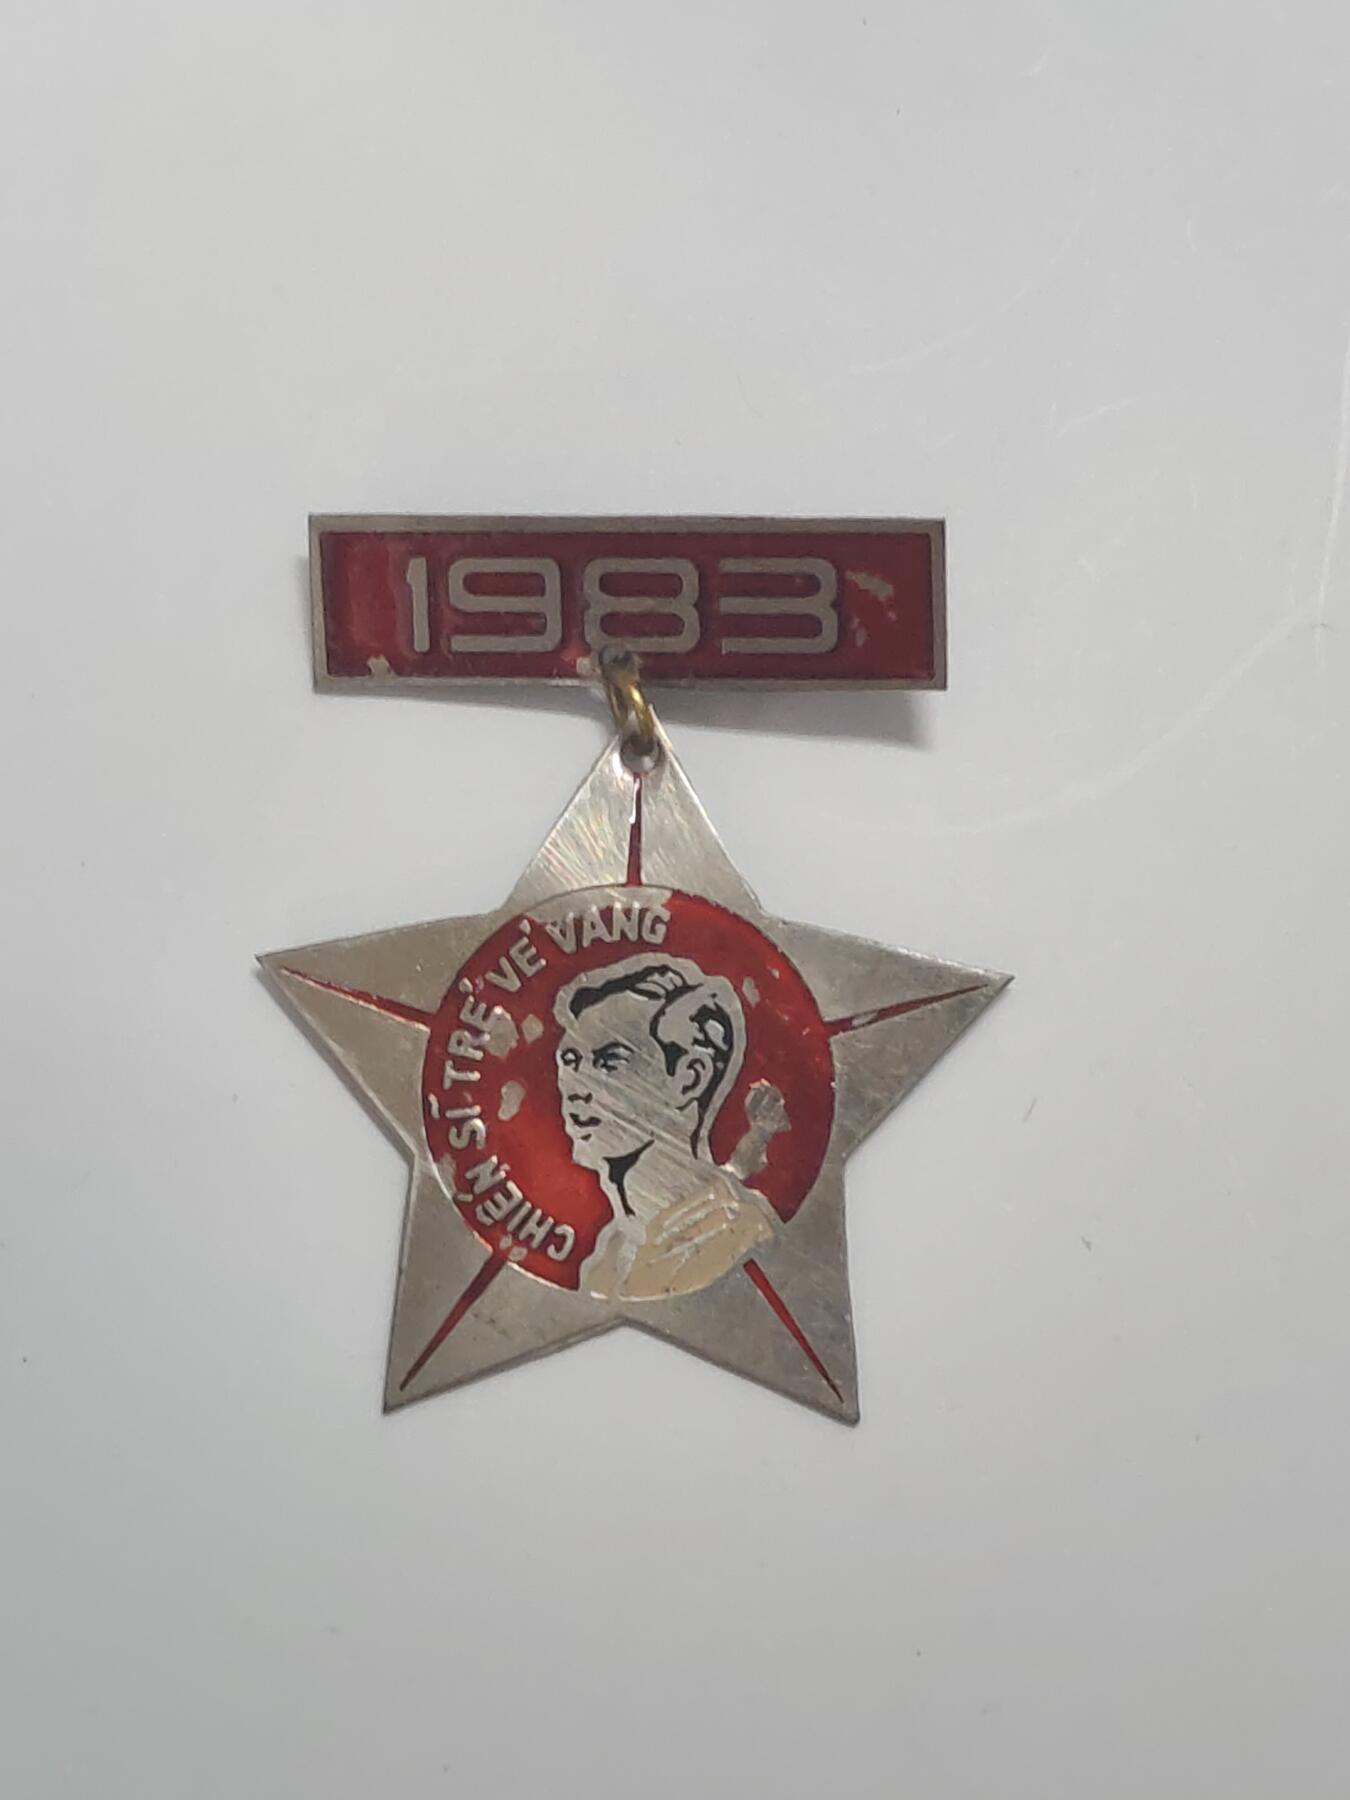 1983
CHIẾN SĨ TRẺ VẺ VANG